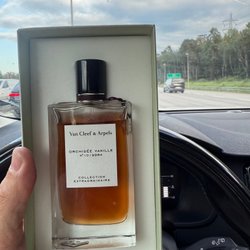 Van Cleef & Arpels
ORCHIDÉE VANILLE
COLLECTION
EXTRAORDINAIRE